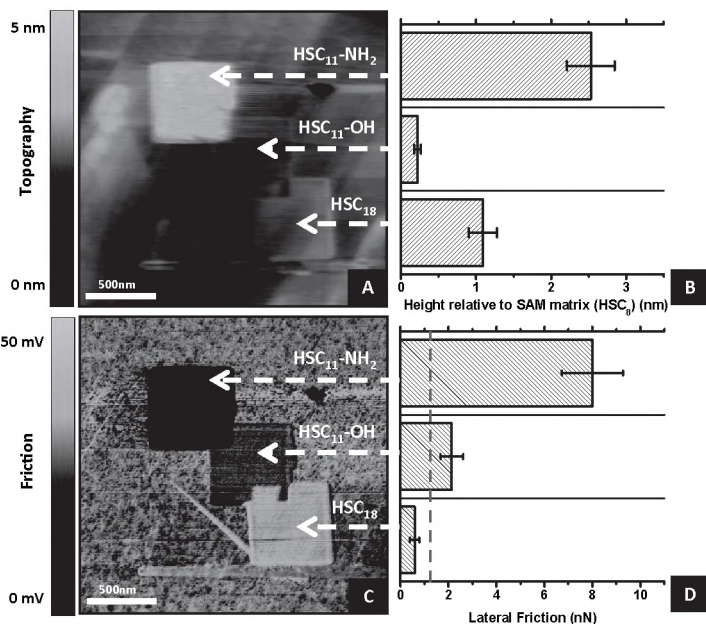 5 nm
Topography
0 nm
HSC₁₁-NH₂
HSC₁₁-OH
HSC₁₈
500nm
A
0 1 2 3
Height relative to SAM matrix (HSC₈) (nm)
B
50 mV
Friction
0 mV
HSC₁₁-NH₂
HSC₁₁-OH
HSC₁₈
500nm
C
0 2 4 6 8 10
Lateral Friction (nN)
D